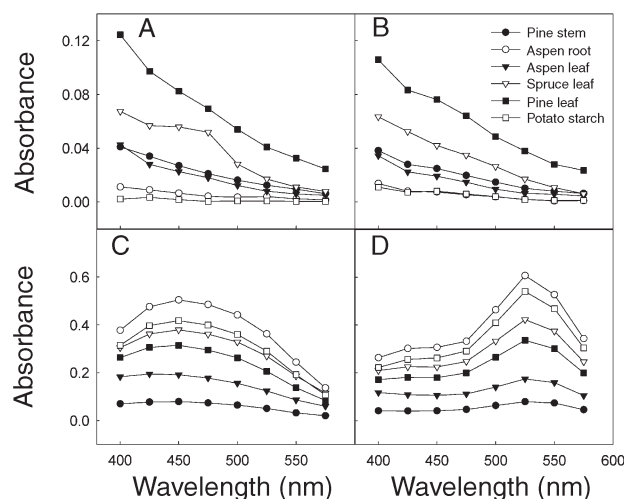 A
B
0.12
0.08
0.04
0.00
Absorbance
Pine stem
Aspen root
Aspen leaf
Spruce leaf
Pine leaf
Potato starch
C
D
0.6
0.4
0.2
0.0
Absorbance
400 450 500 550
400 450 500 550 600
Wavelength (nm) Wavelength (nm)